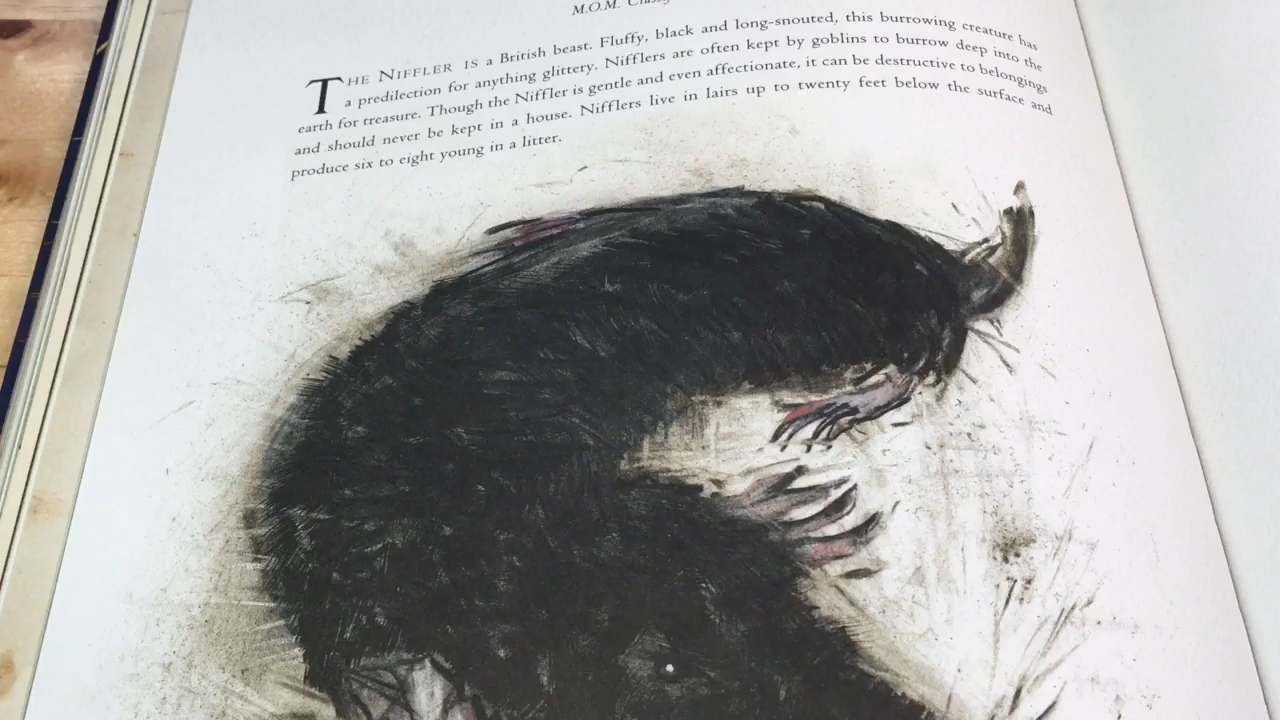 M.O.M.
THE NIFFLER IS a British beast. Fluffy, black and long-snouted, this burrowing creature has
a predilection for anything glittery. Nifflers are often kept by goblins to burrow deep into the
earth for treasure. Though the Niffler is gentle and even affectionate, it can be destructive to belongings
and should never be kept in a house. Nifflers live in lairs up to twenty feet below the surface and
produce six to eight young in a litter.